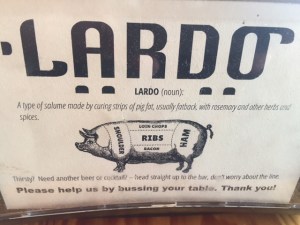 LARDO
LARDO (noun):
A type of salume made by curing strips of pig fat, usually fatback, with rosemary and other herbs and
spices.
LOIN CHOPS
SHOULDER
RIBS
HAM
BACON
Thirsty? Need another beer or cocktail? – head straight up to the bar, don't worry about the line.
Please help us by bussing your table. Thank you!